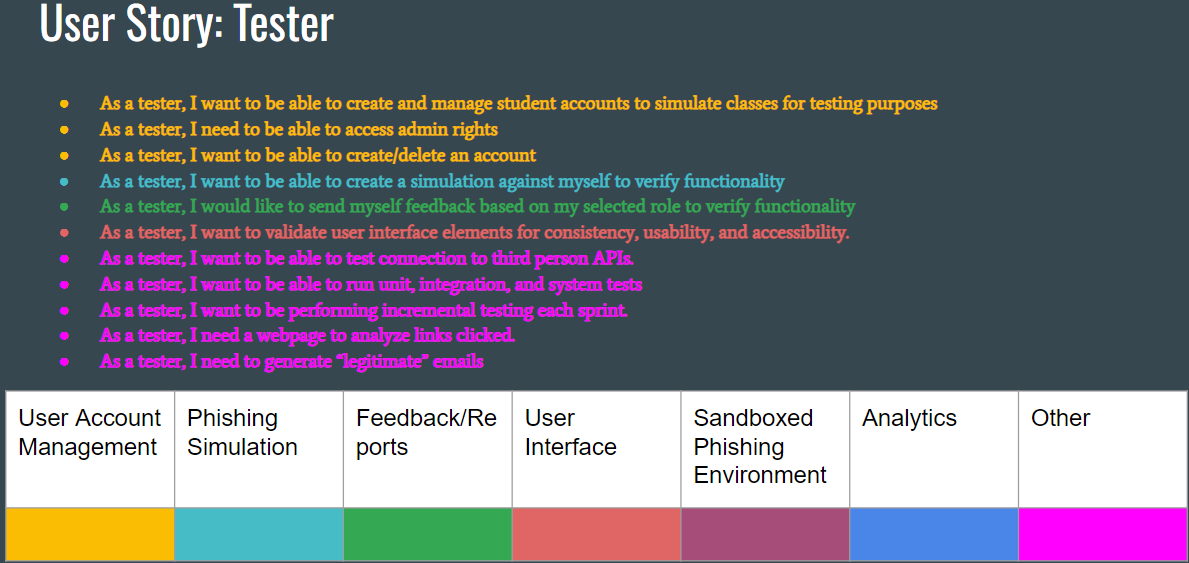 User Story: Tester
● As a tester, I want to be able to create and manage student accounts to simulate classes for testing purposes
● As a tester, I need to be able to access admin rights
● As a tester, I want to be able to create/delete an account
● As a tester, I want to be able to create a simulation against myself to verify functionality
● As a tester, I would like to send myself feedback based on my selected role to verify functionality
● As a tester, I want to validate user interface elements for consistency, usability, and accessibility.
● As a tester, I want to be able to test connection to third person APIs.
● As a tester, I want to be able to run unit, integration, and system tests
● As a tester, I want to be performing incremental testing each sprint.
● As a tester, I need a webpage to analyze links clicked.
● As a tester, I need to generate “legitimate” emails
User Account
Management
Phishing
Simulation
Feedback/Re
ports
User
Interface
Sandboxed
Phishing
Environment
Analytics
Other